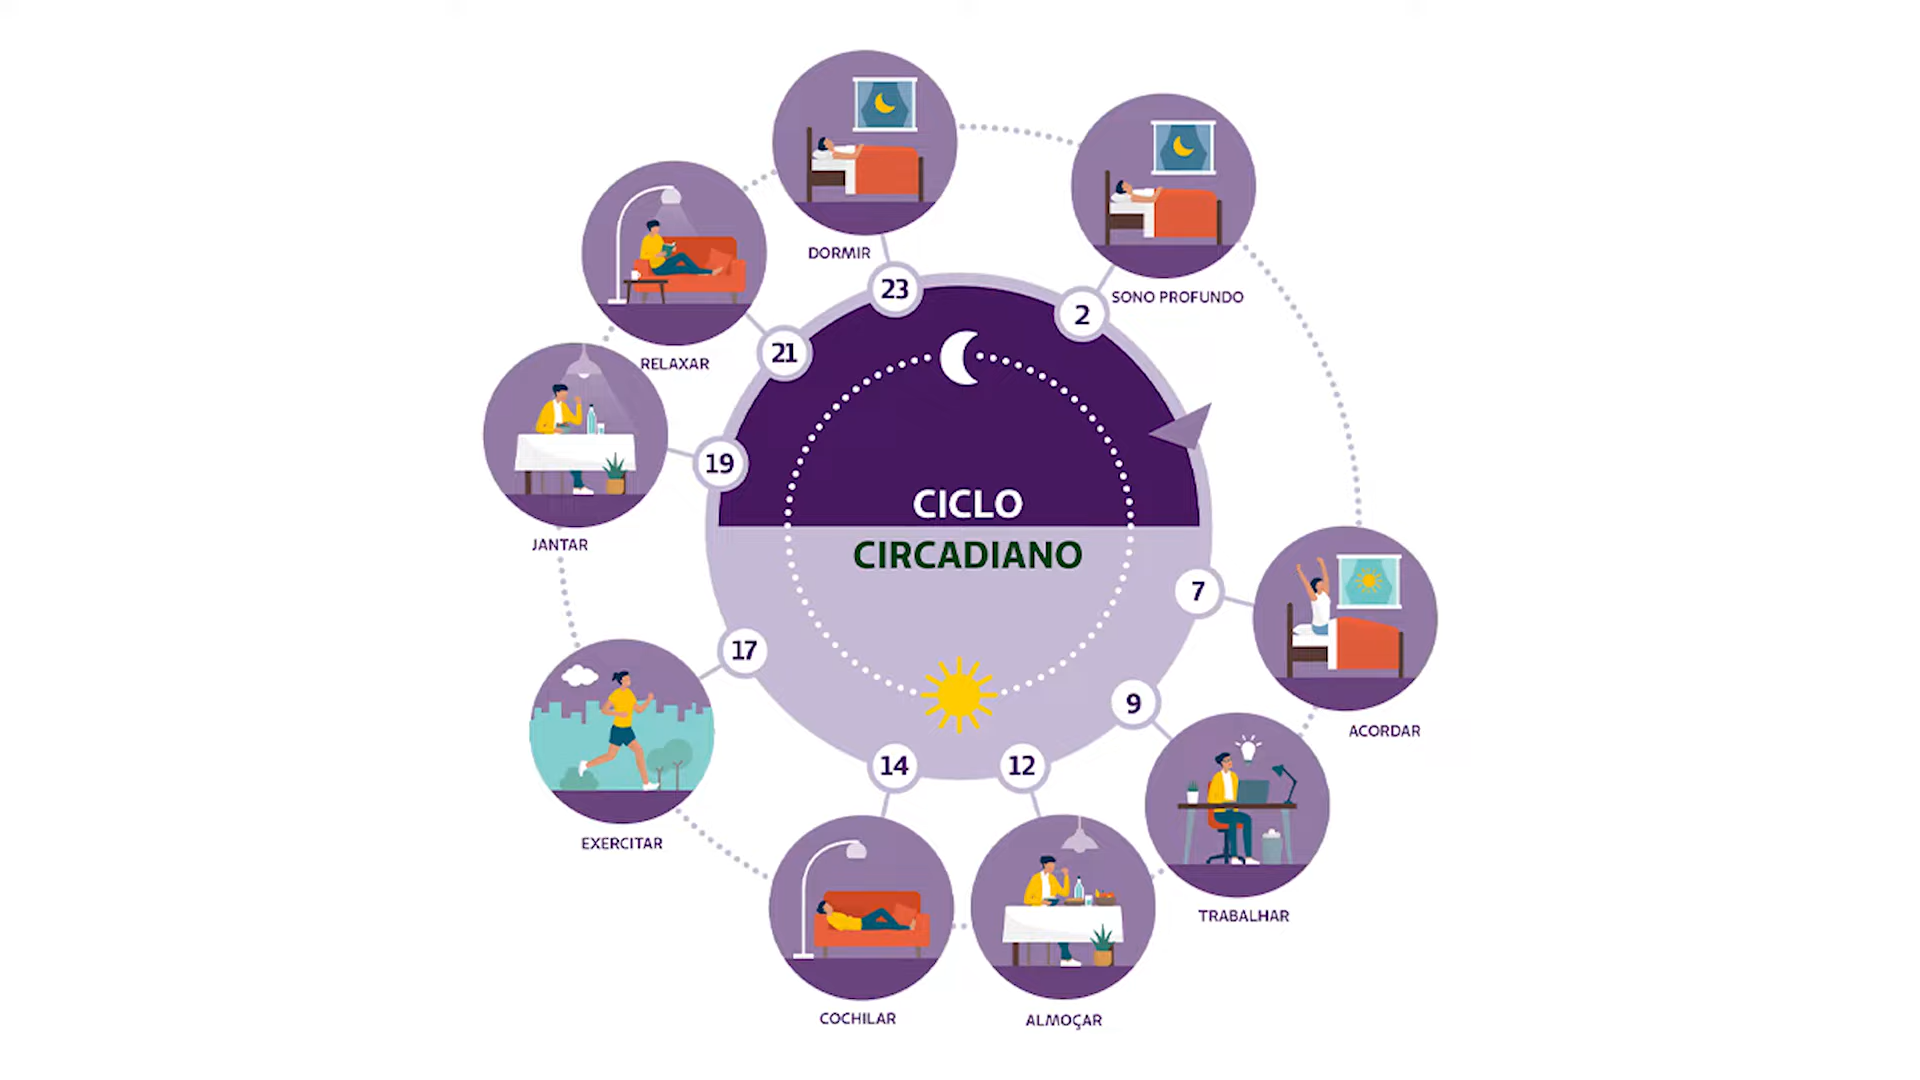 CICLO
CIRCADIANO
23
DORMIR
2
SONO PROFUNDO
7
ACORDAR
9
TRABALHAR
12
ALMOÇAR
14
COCHILAR
17
EXERCITAR
19
JANTAR
21
RELAXAR